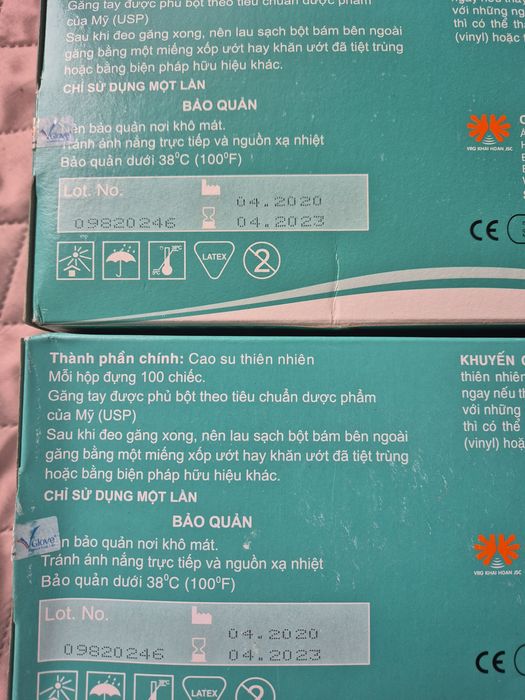 Găng tay được phủ bột theo tiêu chuẩn dược phẩm
của Mỹ (USP)
Sau khi đeo găng xong, nên lau sạch bột bám bên ngoài
găng bằng một miếng xốp ướt hay khăn ướt đã tiệt trùng
hoặc bằng biện pháp hữu hiệu khác.
CHỈ SỬ DỤNG MỘT LẦN
với những
thì có thể
(vinyl) hoặc
BẢO QUẢN
VGlove
bảo quản nơi khô mát.
Tránh ánh nắng trực tiếp và nguồn xạ nhiệt
Bảo quản dưới 38°C (100°F)
VRG KHAI HOAN JSC
Lot. No.
04.2020
09820246
04.2023
CE
LATEX
2
Thành phần chính: Cao su thiên nhiên
Mỗi hộp đựng 100 chiếc.
Găng tay được phủ bột theo tiêu chuẩn dược phẩm
của Mỹ (USP)
Sau khi đeo găng xong, nên lau sạch bột bám bên ngoài
găng bằng một miếng xốp ướt hay khăn ướt đã tiệt trùng
hoặc bằng biện pháp hữu hiệu khác.
CHỈ SỬ DỤNG MỘT LẦN
KHUYẾN
thiên nhiên
ngay nếu
với những
thì có thể
(vinyl)
BẢO QUẢN
VGlove
bảo quản nơi khô mát.
Tránh ánh nắng trực tiếp và nguồn xạ nhiệt
Bảo quản dưới 38°C (100°F)
VRG KHAI HOAN JSC
Lot. No.
04.2020
09820246
04.2023
CE
LATEX
2